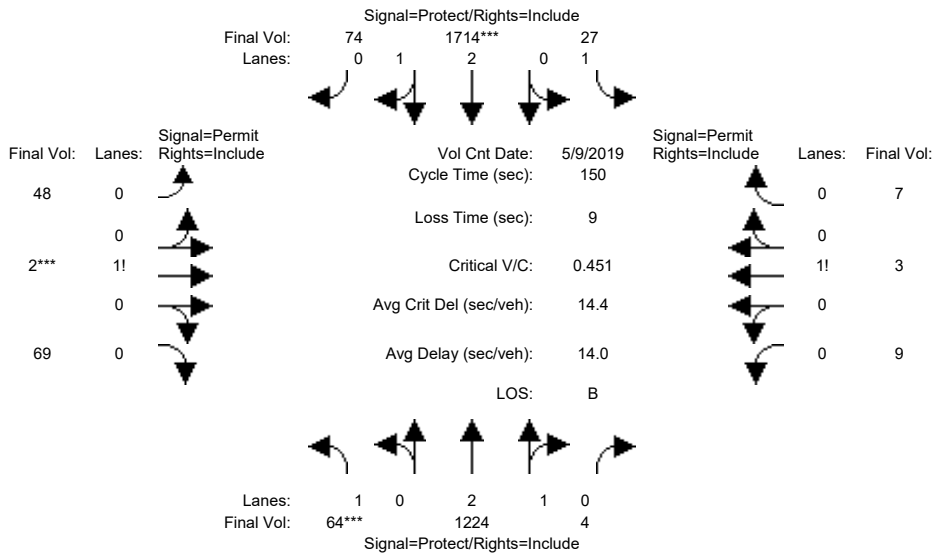 Signal=Protect/Rights=Include
Final Vol: 74 1714*** 27
Lanes: 0 1 2 0 1
Signal=Permit
Final Vol: Lanes: Rights=Include
Vol Cnt Date: 5/9/2019
Signal=Permit
Rights=Include Lanes: Final Vol:
Cycle Time (sec): 150
48 0
0 7
Loss Time (sec): 9
0
0
2*** 1!
Critical V/C: 0.451
1! 3
0
Avg Crit Del (sec/veh): 14.4
0
69 0
Avg Delay (sec/veh): 14.0
0 9
LOS: B
Lanes: 1 0 2 1 0
Final Vol: 64*** 1224 4
Signal=Protect/Rights=Include